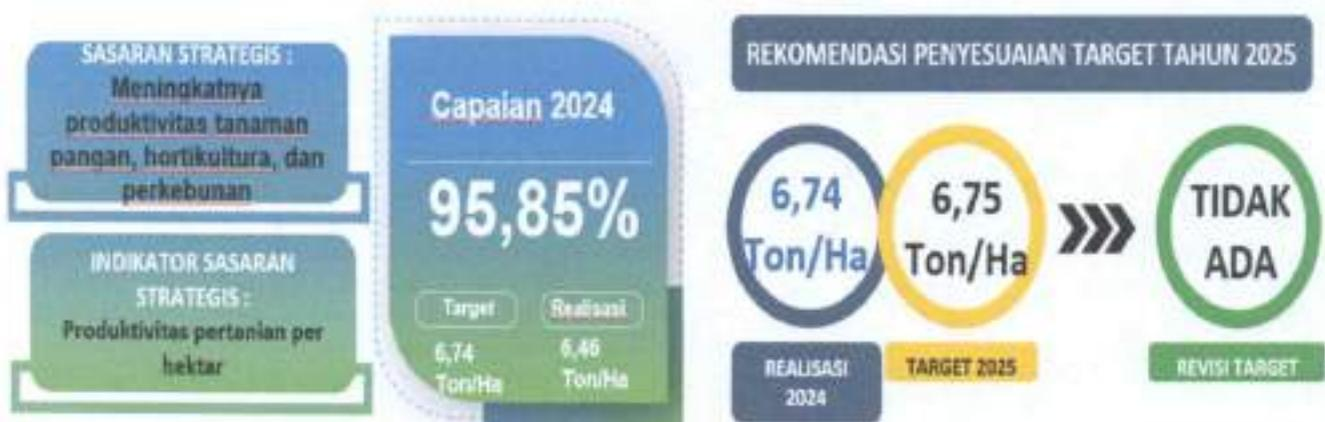 SASARAN STRATEGIS :
Meningkatnya
produktivitas tanaman
pangan, hortikultura, dan
perkebunan
INDIKATOR SASARAN
STRATEGIS :
Produktivitas pertanian per
hektar
Capaian 2024
95,85%
Target
Realisasi
6,74
Ton/Ha
6,46
Ton/Ha
REKOMENDASI PENYESUAIAN TARGET TAHUN 2025
6,74
Ton/Ha
6,75
Ton/Ha
TIDAK
ADA
REALISASI
2024
TARGET 2025
REVISI TARGET